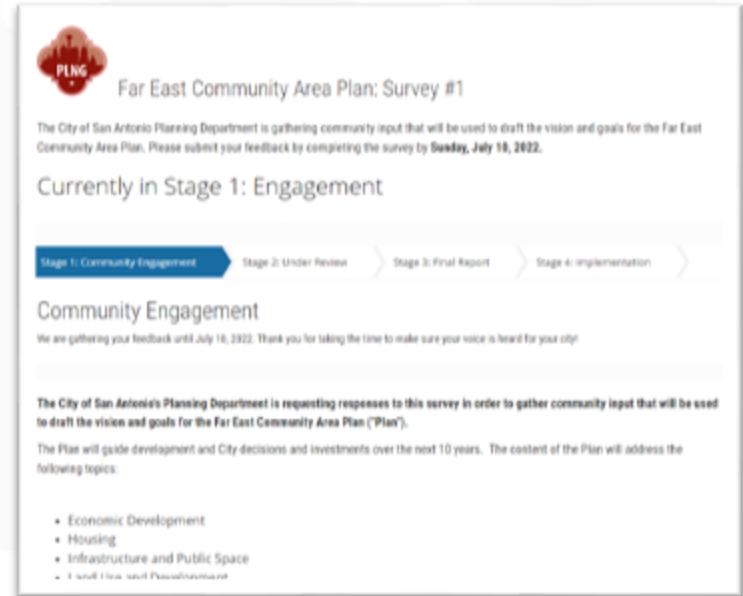 PLNG
Far East Community Area Plan: Survey #1
The City of San Antonio Planning Department is gathering community input that will be used to draft the vision and goals for the Far East
Community Area Plan. Please submit your feedback by completing the survey by Sunday, July 10, 2022.
Currently in Stage 1: Engagement
Stage 1: Community Engagement
Stage 2: Under Review
Stage 3: Final Report
Stage 4: Implementation
Community Engagement
We are gathering your feedback until July 10, 2022. Thank you for taking the time to make sure your voice is heard for your city!
The City of San Antonio's Planning Department is requesting responses to this survey in order to gather community input that will be used
to draft the vision and goals for the Far East Community Area Plan ("Plan").
The Plan will guide development and City decisions and investments over the next 10 years. The content of the Plan will address the
following topics:
• Economic Development
• Housing
• Infrastructure and Public Space
• Land Use and Development